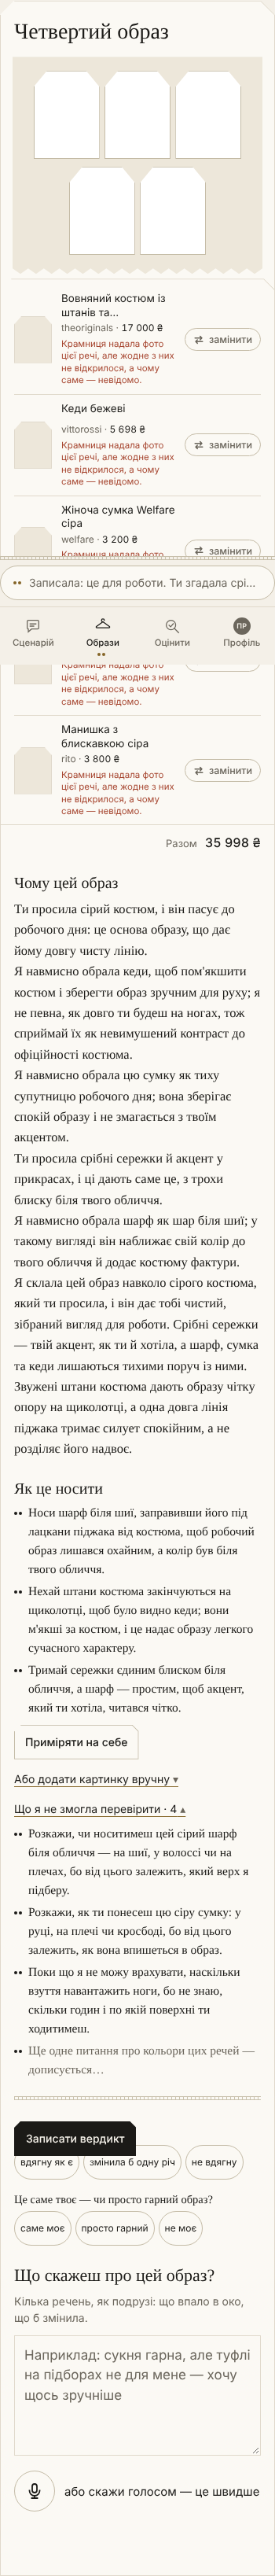 Четвертий образ
Вовняний костюм із
штанів та...
theoriginals · 17 000 ₴
Крамниця надала фото
цієї речі, але жодне з них
не відкрилося, а чому
саме — невідомо.
замінити
Кеди бежеві
vittorossi · 5 698 ₴
Крамниця надала фото
цієї речі, але жодне з них
не відкрилося, а чому
саме — невідомо.
замінити
Жіноча сумка Welfare
сіра
welfare · 3 200 ₴
замінити
Записала: це для роботи. Ти згадала срі...
Сценарій
Образи
Оцінити
ПР
Профіль
цієї речі, але жодне з них
не відкрилося, а чому
саме — невідомо.
Манишка з
блискавкою сіра
rito · 3 800 ₴
Крамниця надала фото
цієї речі, але жодне з них
не відкрилося, а чому
саме — невідомо.
замінити
Разом 35 998 ₴
Чому цей образ
Ти просила сірий костюм, і він пасує до
робочого дня: це основа образу, що дає
йому довгу чисту лінію.
Я навмисно обрала кеди, щоб пом'якшити
костюм і зберегти образ зручним для руху; я
не певна, як довго ти будеш на ногах, тож
сприймай їх як невимушений контраст до
офіційності костюма.
Я навмисно обрала цю сумку як тиху
супутницю робочого дня; вона зберігає
спокій образу і не змагається з твоїм
акцентом.
Ти просила срібні сережки й акцент у
прикрасах, і ці дають саме це, з трохи
блиску біля твого обличчя.
Я навмисно обрала шарф як шар біля шиї; у
такому вигляді він наближає свій колір до
твого обличчя й додає костюму фактури.
Я склала цей образ навколо сірого костюма,
який ти просила, і він дає тобі чистий,
зібраний вигляд для роботи. Срібні сережки
— твій акцент, як ти й хотіла, а шарф, сумка
та кеди лишаються тихими поруч із ними.
Звужені штани костюма дають образу чітку
опору на щиколотці, а одна довга лінія
піджака тримає силует спокійним, а не
розділяє його надвоє.
Як це носити
Носи шарф біля шиї, заправивши його під
лацкани піджака від костюма, щоб робочий
образ лишався охайним, а колір був біля
твого обличчя.
Нехай штани костюма закінчуються на
щиколотці, щоб було видно кеди; вони
м'якші за костюм, і це надає образу легкого
сучасного характеру.
Тримай сережки єдиним блиском біля
обличчя, а шарф — простим, щоб акцент,
який ти хотіла, читався чітко.
Приміряти на себе
Або додати картинку вручну ▾
Що я не змогла перевірити · 4 ▴
Розкажи, чи носитимеш цей сірий шарф
біля обличчя — на шиї, у волоссі чи на
плечах, бо від цього залежить, який верх я
підберу.
Розкажи, як ти понесеш цю сіру сумку: у
руці, на плечі чи кросбоді, бо від цього
залежить, як вона впишеться в образ.
Поки що я не можу врахувати, наскільки
взуття навантажить ноги, бо не знаю,
скільки годин і по якій поверхні ти
ходитимеш.
Ще одне питання про кольори цих речей —
дописується...
Записати вердикт
вдягну як є
змінила б одну річ
не вдягну
Це саме твоє — чи просто гарний образ?
саме моє
просто гарний
не моє
Що скажеш про цей образ?
Кілька речень, як подрузі: що впало в око,
що б змінила.
Наприклад: сукня гарна, але туфлі
на підборах не для мене — хочу
щось зручніше
або скажи голосом — це швидше